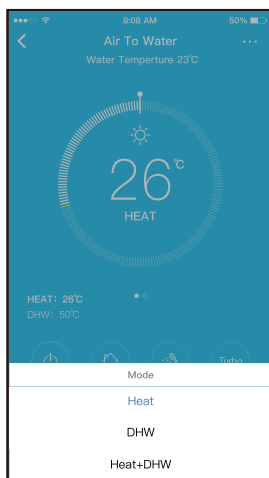 8:08 AM
50%
Air To Water
Water Temperture 23℃
26℃
HEAT
HEAT: 26℃
DHW: 50℃
Turbo
Mode
Heat
DHW
Heat+DHW